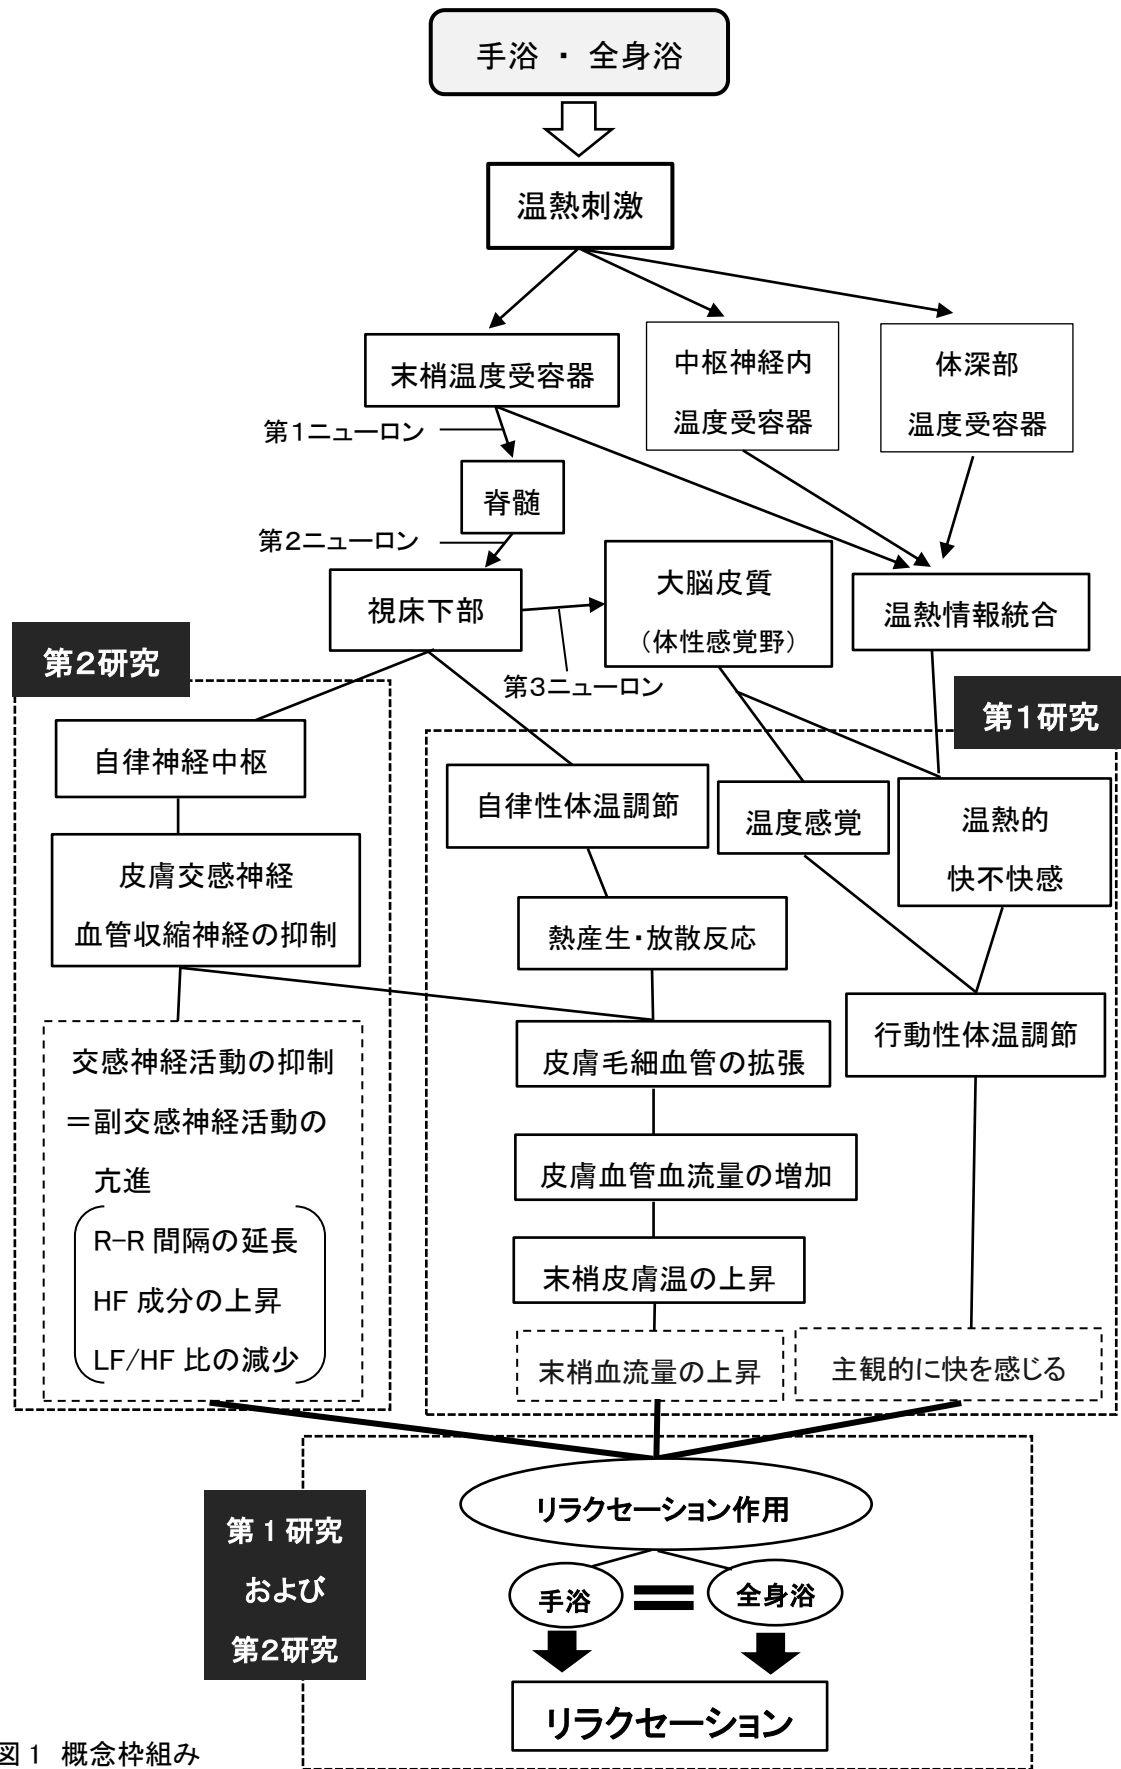 手浴 ・ 全身浴
温熱刺激
末梢温度受容器
中枢神経内
温度受容器
体深部
温度受容器
第1ニューロン
脊髄
第2ニューロン
視床下部
大脳皮質
（体性感覚野）
温熱情報統合
第3ニューロン
第2研究
第1研究
自律神経中枢
皮膚交感神経
血管収縮神経の抑制
自律性体温調節
温度感覚
温熱的
快不快感
熱産生・放散反応
皮膚毛細血管の拡張
行動性体温調節
交感神経活動の抑制
＝副交感神経活動の
亢進
R-R 間隔の延長
HF 成分の上昇
LF/HF 比の減少
皮膚血管血流量の増加
末梢皮膚温の上昇
末梢血流量の上昇
主観的に快を感じる
リラクセーション作用
第 1 研究
および
第2研究
手浴
全身浴
リラクセーション
図 1 概念枠組み